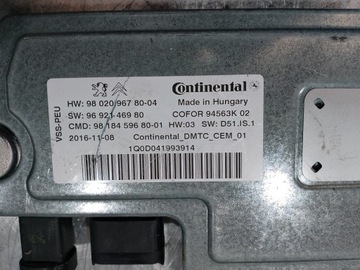 Continental
HW: 98 020 967 80-04 Made in Hungary
SW: 96 921 469 80 COFOR 94563K 02
CMD: 98 184 596 80-01 HW:03 SW: D51.IS.1
2016-11-08 Continental_DMTC_CEM_01
1Q0D041993914
VSS-PEU